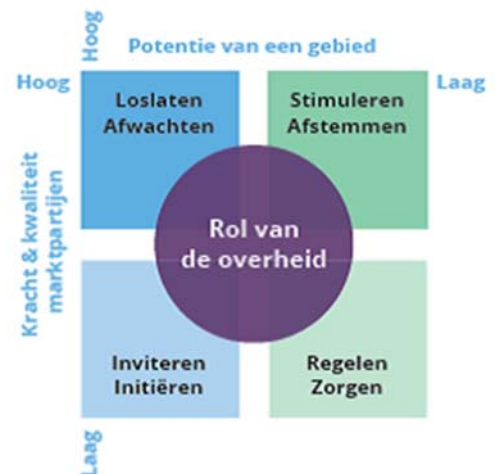 Hoog
Potentie van een gebied
Hoog
Laag
Loslaten
Afwachten
Stimuleren
Afstemmen
Kracht & kwaliteit
marktpartijen
Rol van
de overheid
Inviteren
Initiëren
Regelen
Zorgen
Laag